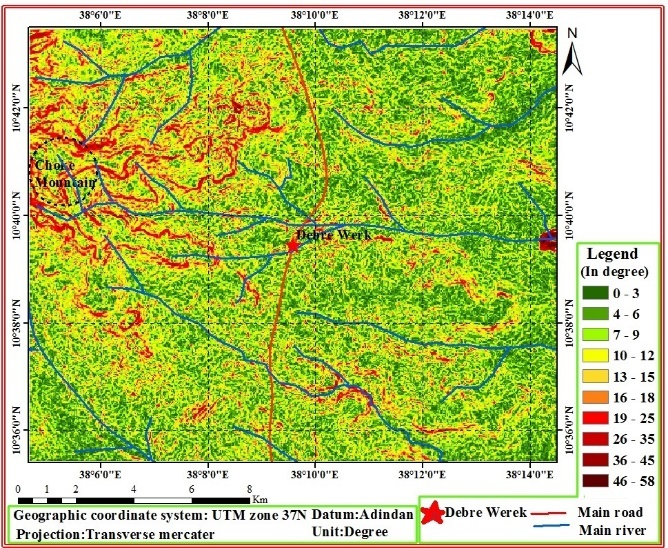 38°6'0"E 38°8'0"E 38°10'0"E 38°12'0"E 38°14'0"E
N
10°42'0"N 10°42'0"N
Choke
Mountain
10°40'0"N 10°40'0"N
Debre Werk
Legend
(In degree)
0 - 3
4 - 6
7 - 9
10°38'0"N 10°38'0"N
10 - 12
13 - 15
16 - 18
19 - 25
10°36'0"N 10°36'0"N
26 - 35
36 - 45
46 - 58
38°6'0"E 38°8'0"E 38°10'0"E 38°12'0"E 38°14'0"E
0 1 2 4 6 8
Km
Geographic coordinate system: UTM zone 37N Datum:Adindan
Projection:Transverse mercater Unit:Degree
Debre Werek Main road
Main river